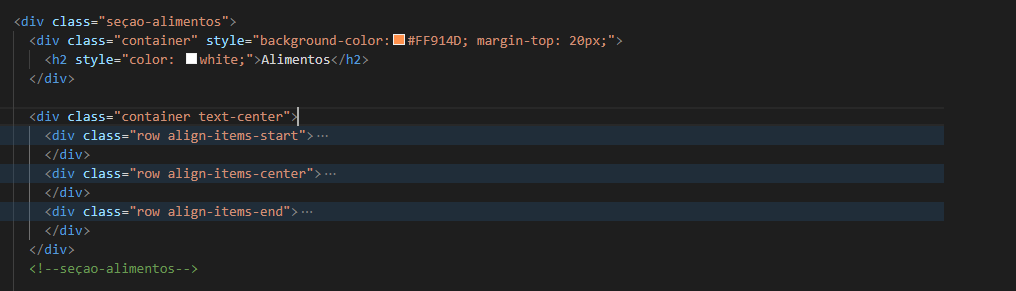 <div class="seçao-alimentos">
<div class="container" style="background-color:#FF914D; margin-top: 20px;">
<h2 style="color: white;">Alimentos</h2>
</div>
<div class="container text-center">
<div class="row align-items-start">…
</div>
<div class="row align-items-center">…
</div>
<div class="row align-items-end">…
</div>
</div>
<!--seçao-alimentos-->